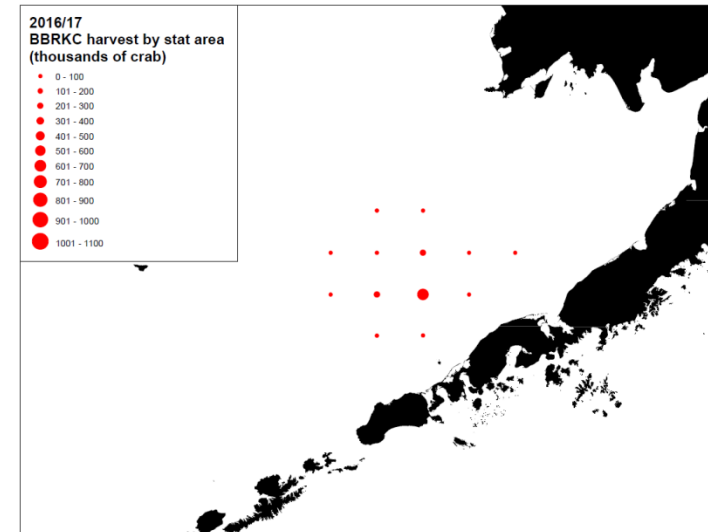 2016/17
BBRKC harvest by stat area
(thousands of crab)
0 - 100
101 - 200
201 - 300
301 - 400
401 - 500
501 - 600
601 - 700
701 - 800
801 - 900
901 - 1000
1001 - 1100